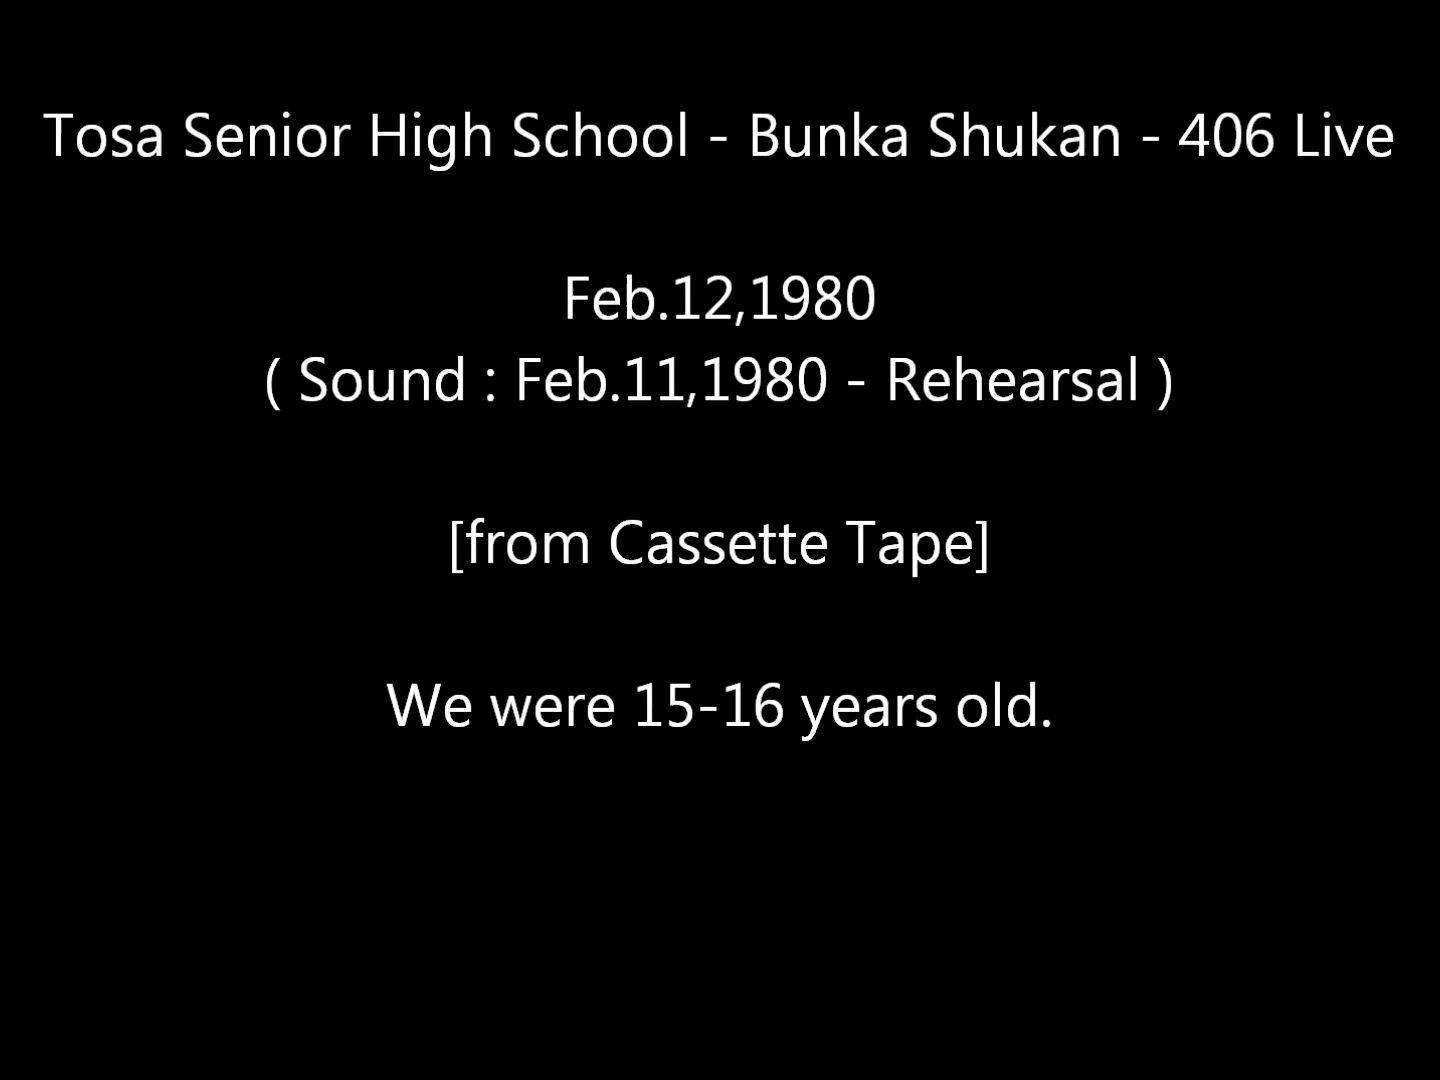 Tosa Senior High School - Bunka Shukan - 406 Live
Feb.12,1980
( Sound : Feb.11,1980 - Rehearsal )
[from Cassette Tape]
We were 15-16 years old.